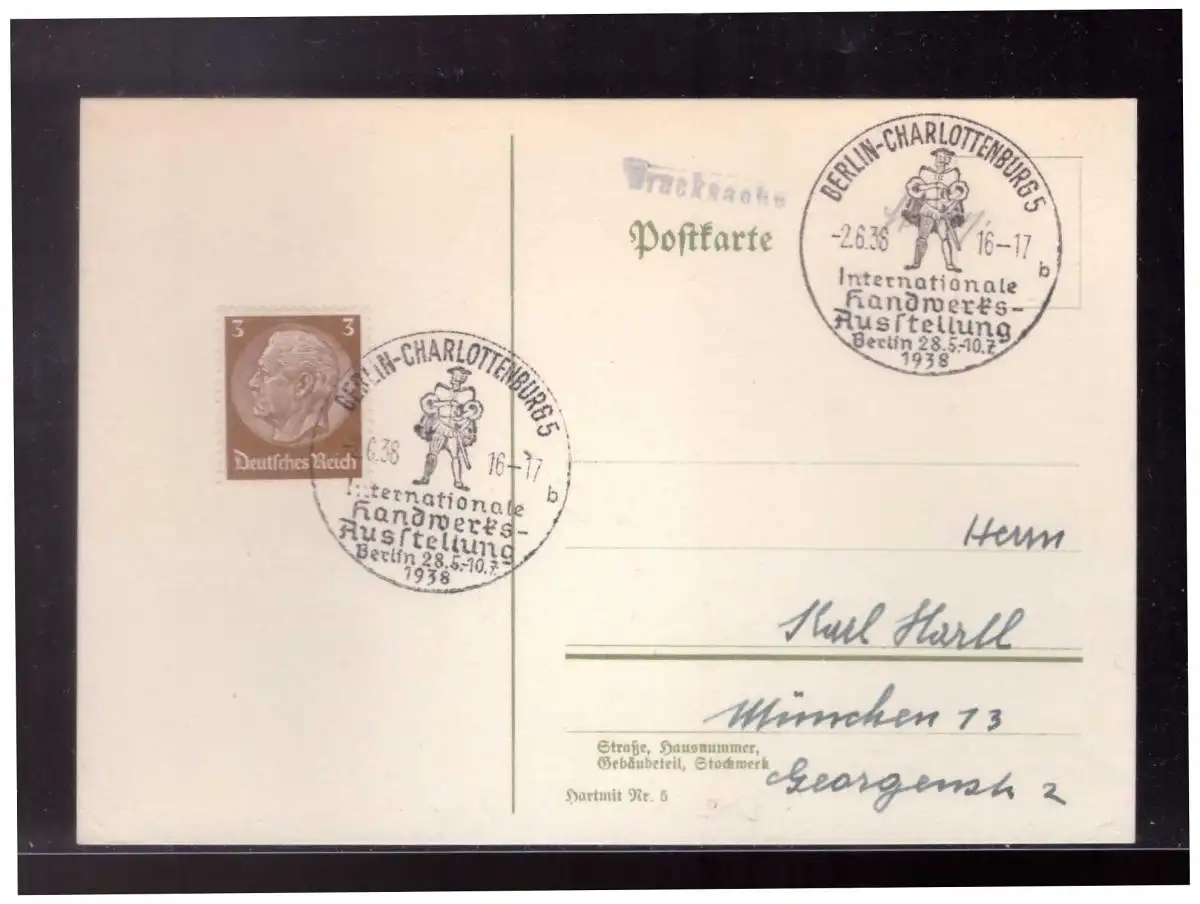 Drucksache
Postkarte
BERLIN-CHARLOTTENBURG 5
-2.6.38 16-17
b
Internationale
Handwerks-
Ausstellung
Berlin 28.5.-10.7.
1938
3 3
Deutsches Reich
BERLIN-CHARLOTTENBURG 5
-2.6.38 16-17
b
Internationale
Handwerks-
Ausstellung
Berlin 28.5.-10.7.
1938
Herrn
Karl Hartl
München 13
Straße, Hausnummer,
Gebäudeteil, Stockwerk
Georgenstr 2
Hartmit Nr. 5